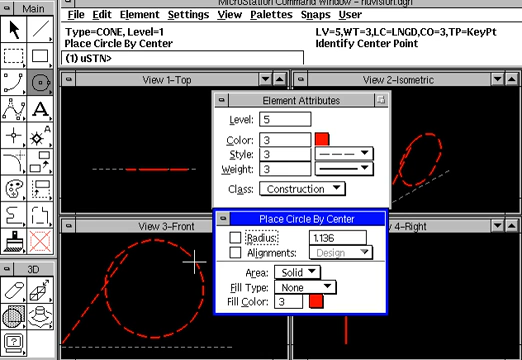 MicroStation Command Window - nuvision.dgn
Main
File Edit Element Settings View Palettes Snaps User
Type=CONE, Level=1
LV=5,WT=3,LC=LNGD,CO=3,TP=KeyPt
Place Circle By Center
Identify Center Point
(1) uSTN>
View 1-Top
View 2-Isometric
Element Attributes
Level: 5
Color: 3
Style: 3
Weight: 3
Class: Construction
View 3-Front
4-Right
Place Circle By Center
Radius: 1.136
Alignments: Design
Area: Solid
Fill Type: None
Fill Color: 3
3D
A